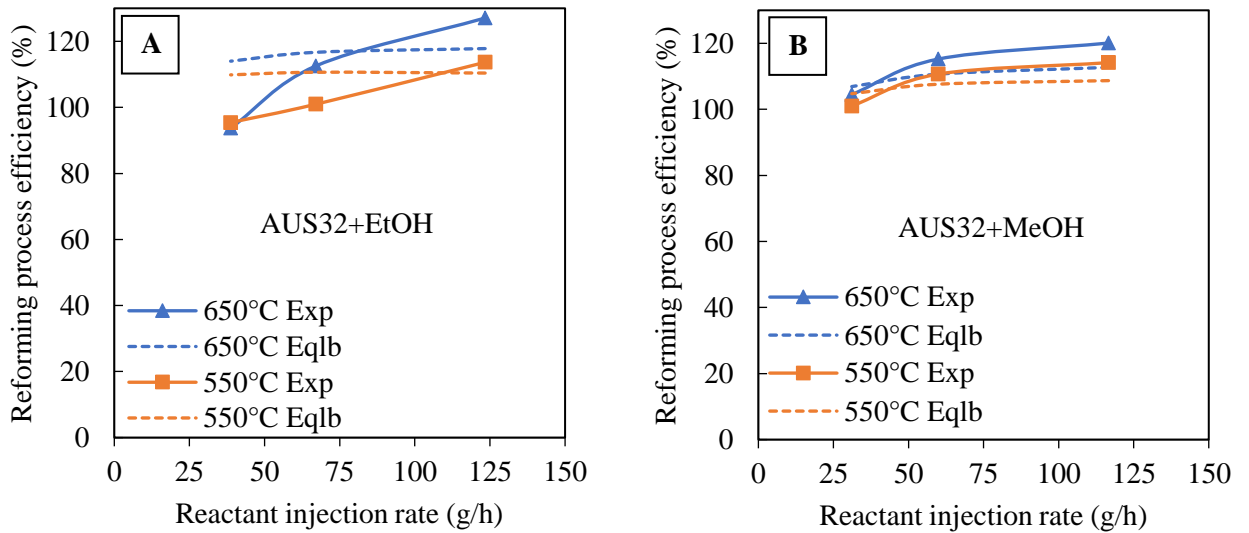 A
Reforming process efficiency (%)
120
100
80
60
40
20
0
AUS32+EtOH
650°C Exp
650°C Eqlb
550°C Exp
550°C Eqlb
0 25 50 75 100 125 150
Reactant injection rate (g/h)
B
Reforming process efficiency (%)
120
100
80
60
40
20
0
AUS32+MeOH
650°C Exp
650°C Eqlb
550°C Exp
550°C Eqlb
0 25 50 75 100 125 150
Reactant injection rate (g/h)